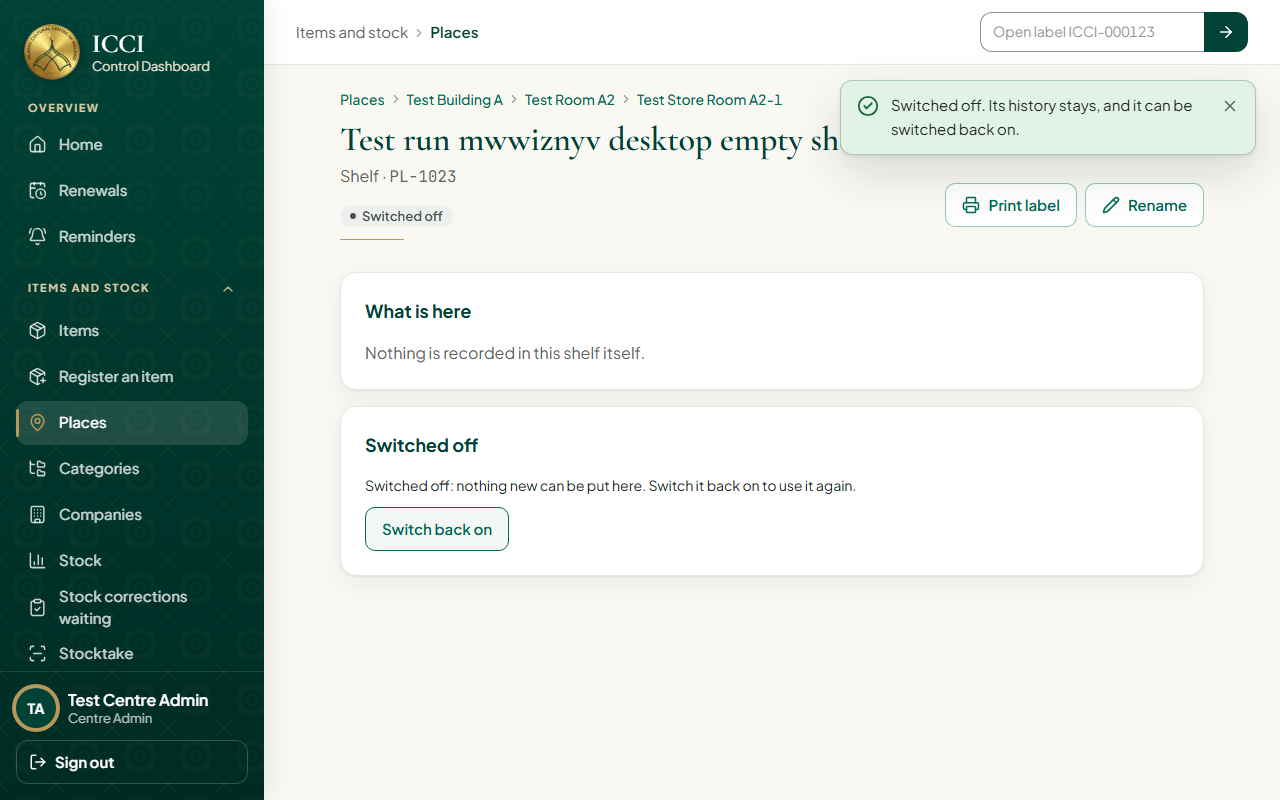 ICCI
Control Dashboard
OVERVIEW
Home
Renewals
Reminders
ITEMS AND STOCK
Items
Register an item
Places
Categories
Companies
Stock
Stock corrections
waiting
Stocktake
TA
Test Centre Admin
Centre Admin
Sign out
Items and stock > Places
Open label ICCI-000123
Places > Test Building A > Test Room A2 > Test Store Room A2-1
Switched off. Its history stays, and it can be
switched back on.
Test run mwwiznyv desktop empty sh
Shelf · PL-1023
Switched off
Print label
Rename
What is here
Nothing is recorded in this shelf itself.
Switched off
Switched off: nothing new can be put here. Switch it back on to use it again.
Switch back on